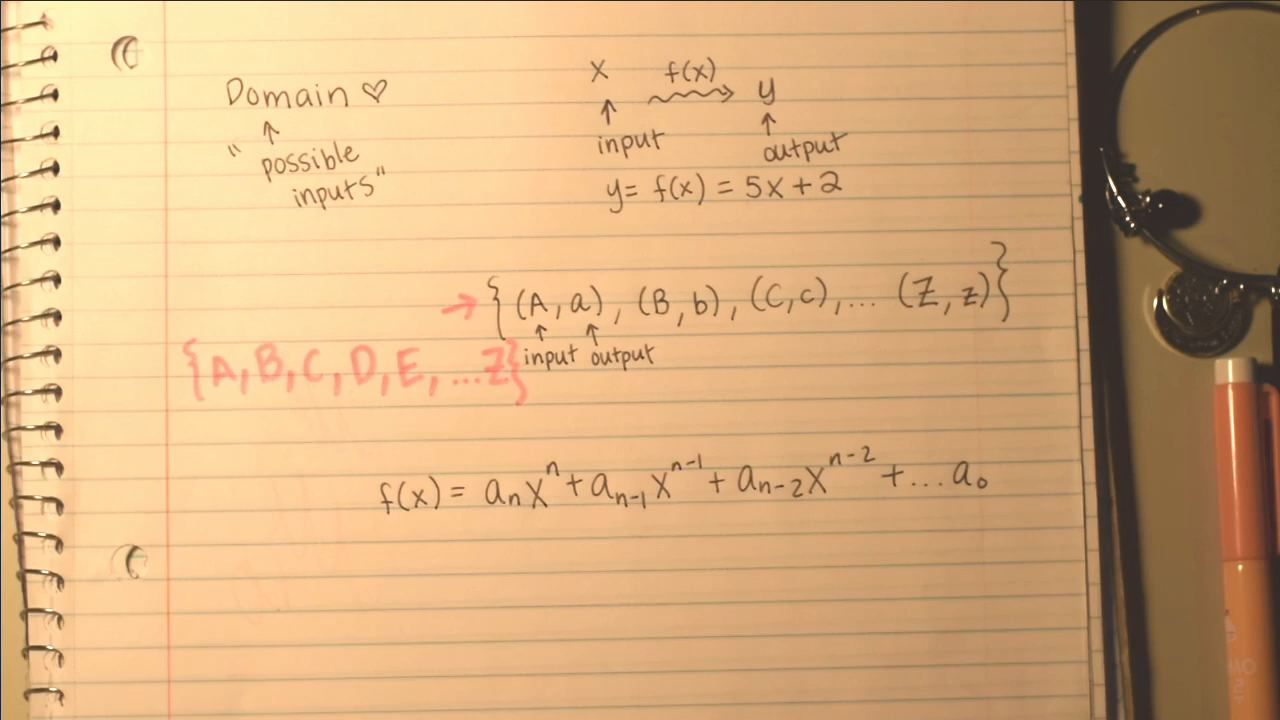 Domain ♡
↑
"possible
inputs"
x f(x) y
↑ ⇝ ↑
input output
y = f(x) = 5x + 2
→ {(A, a), (B, b), (C, c), ... (Z, z)}
↑ ↑
input output
{A, B, C, D, E, ... Z}
f(x) = aₙxⁿ + aₙ₋₁xⁿ⁻¹ + aₙ₋₂xⁿ⁻² + ... a₀